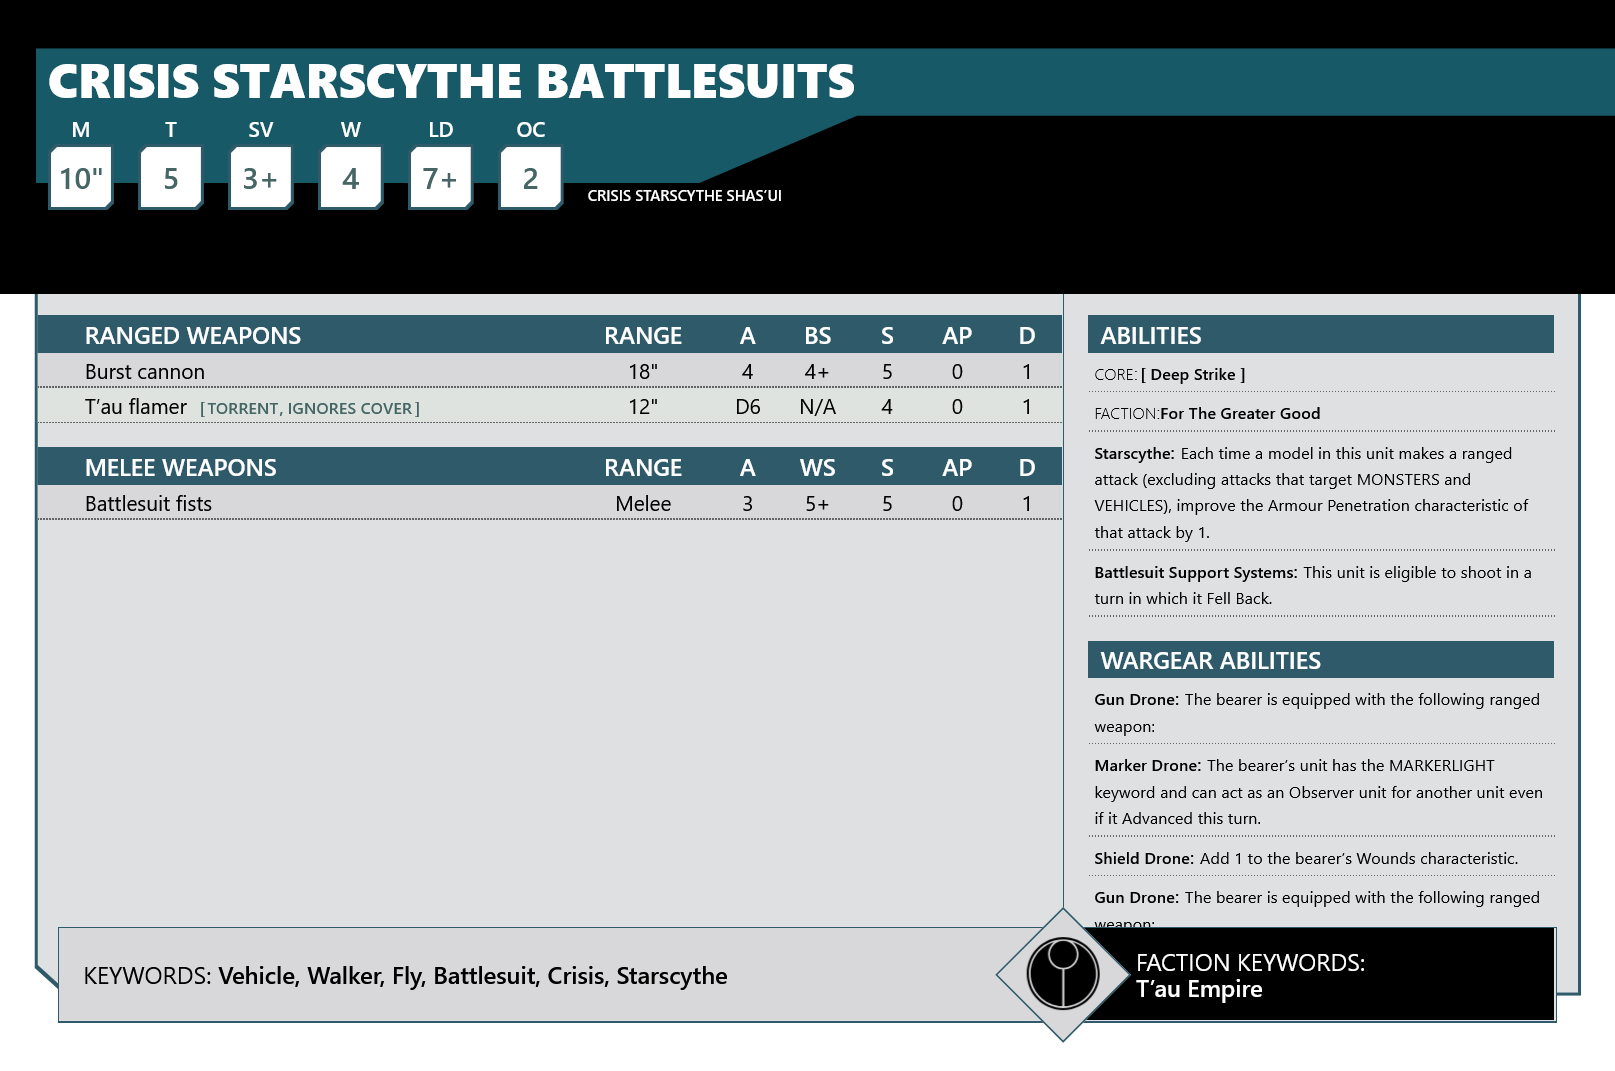 CRISIS STARSCYTHE BATTLESUITS
M T SV W LD OC
10" 5 3+ 4 7+ 2
CRISIS STARSCYTHE SHAS’UI
RANGED WEAPONS RANGE A BS S AP D
Burst cannon 18" 4 4+ 5 0 1
T’au flamer [TORRENT, IGNORES COVER] 12" D6 N/A 4 0 1
MELEE WEAPONS RANGE A WS S AP D
Battlesuit fists Melee 3 5+ 5 0 1
ABILITIES
CORE: [ Deep Strike ]
FACTION:For The Greater Good
Starscythe: Each time a model in this unit makes a ranged
attack (excluding attacks that target MONSTERS and
VEHICLES), improve the Armour Penetration characteristic of
that attack by 1.
Battlesuit Support Systems: This unit is eligible to shoot in a
turn in which it Fell Back.
WARGEAR ABILITIES
Gun Drone: The bearer is equipped with the following ranged
weapon:
Marker Drone: The bearer’s unit has the MARKERLIGHT
keyword and can act as an Observer unit for another unit even
if it Advanced this turn.
Shield Drone: Add 1 to the bearer’s Wounds characteristic.
Gun Drone: The bearer is equipped with the following ranged
weapon:
KEYWORDS: Vehicle, Walker, Fly, Battlesuit, Crisis, Starscythe
FACTION KEYWORDS:
T’au Empire